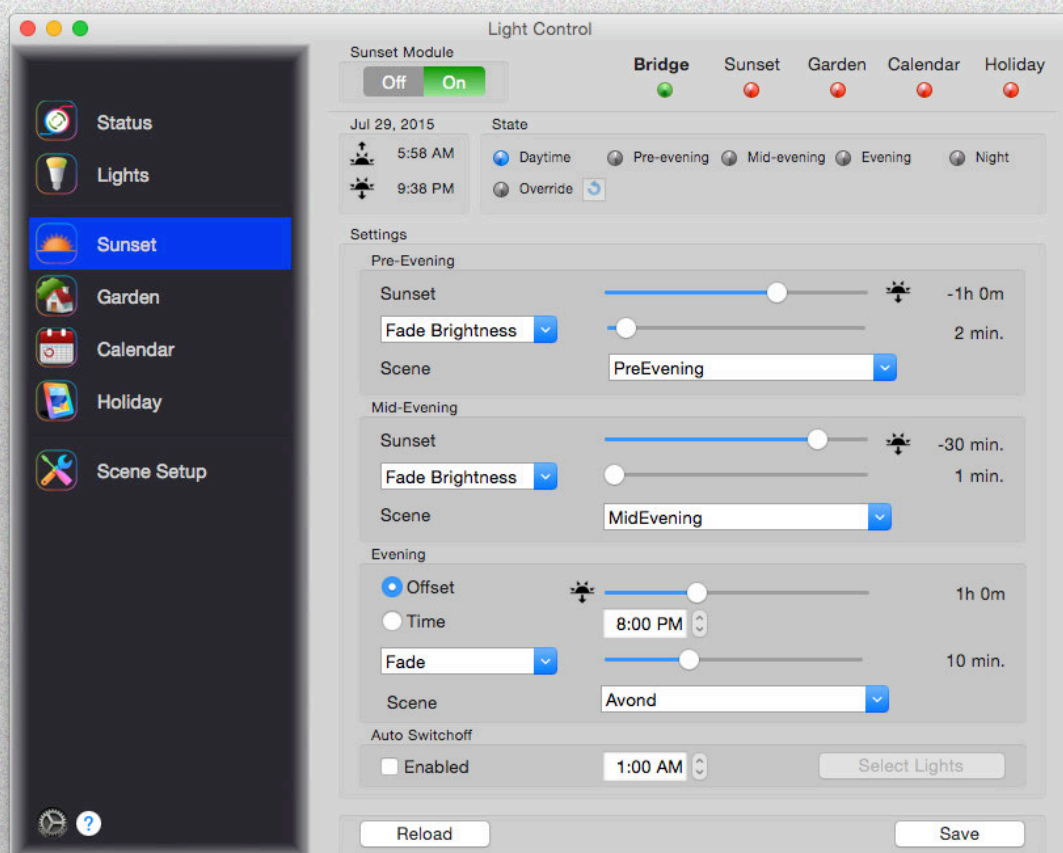 Light Control
Status
Lights
Sunset
Garden
Calendar
Holiday
Scene Setup
?
Sunset Module
Off On
Bridge Sunset Garden Calendar Holiday
Jul 29, 2015
5:58 AM
9:38 PM
State
Daytime Pre-evening Mid-evening Evening Night
Override
Settings
Pre-Evening
Sunset -1h 0m
Fade Brightness 2 min.
Scene PreEvening
Mid-Evening
Sunset -30 min.
Fade Brightness 1 min.
Scene MidEvening
Evening
Offset 1h 0m
Time 8:00 PM
Fade 10 min.
Scene Avond
Auto Switchoff
Enabled 1:00 AM Select Lights
Reload Save